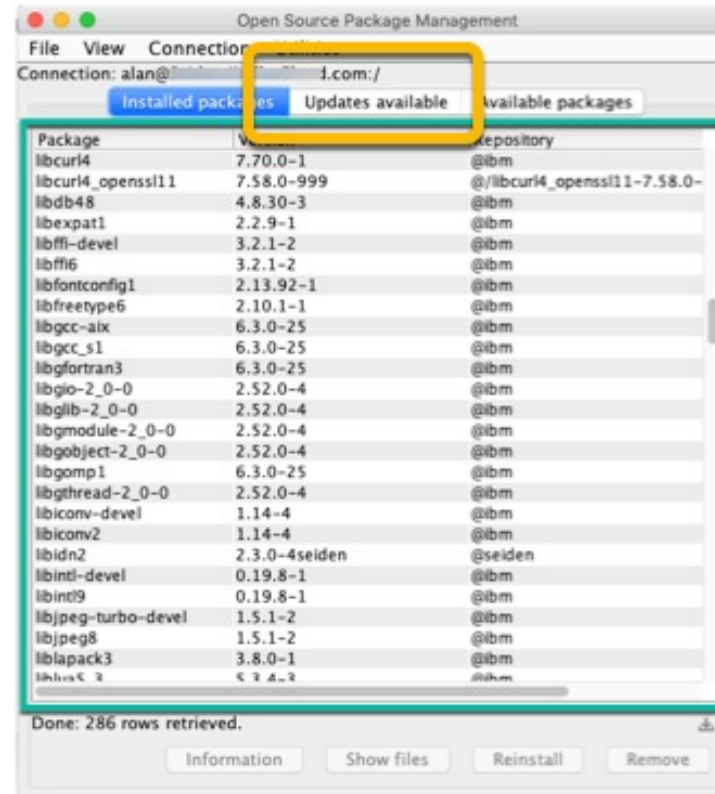 Open Source Package Management
File View Connection
Connection: alan@ d.com:/
Installed packages Updates available Available packages
Package Version Repository
libcurl4 7.70.0-1 @ibm
libcurl4_openssl11 7.58.0-999 @/libcurl4_openssl11-7.58.0-
libdb48 4.8.30-3 @ibm
libexpat1 2.2.9-1 @ibm
libffi-devel 3.2.1-2 @ibm
libffi6 3.2.1-2 @ibm
libfontconfig1 2.13.92-1 @ibm
libfreetype6 2.10.1-1 @ibm
libgcc-aix 6.3.0-25 @ibm
libgcc_s1 6.3.0-25 @ibm
libgfortran3 6.3.0-25 @ibm
libgio-2_0-0 2.52.0-4 @ibm
libglib-2_0-0 2.52.0-4 @ibm
libgmodule-2_0-0 2.52.0-4 @ibm
libgobject-2_0-0 2.52.0-4 @ibm
libgomp1 6.3.0-25 @ibm
libgthread-2_0-0 2.52.0-4 @ibm
libiconv-devel 1.14-4 @ibm
libiconv2 1.14-4 @ibm
libidn2 2.3.0-4seiden @seiden
libintl-devel 0.19.8-1 @ibm
libintl9 0.19.8-1 @ibm
libjpeg-turbo-devel 1.5.1-2 @ibm
libjpeg8 1.5.1-2 @ibm
liblapack3 3.8.0-1 @ibm
liblua5_3 5.3.4-3 @ibm
Done: 286 rows retrieved.
Information Show files Reinstall Remove